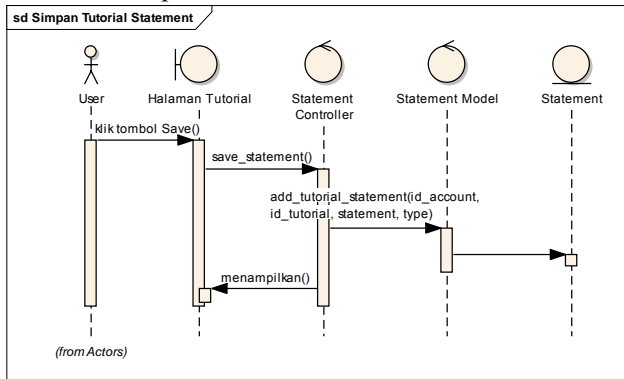 sd Simpan Tutorial Statement
User
Halaman Tutorial
Statement
Controller
Statement Model
Statement
klik tombol Save()
save_statement()
add_tutorial_statement(id_account,
id_tutorial, statement, type)
menampilkan()
(from Actors)